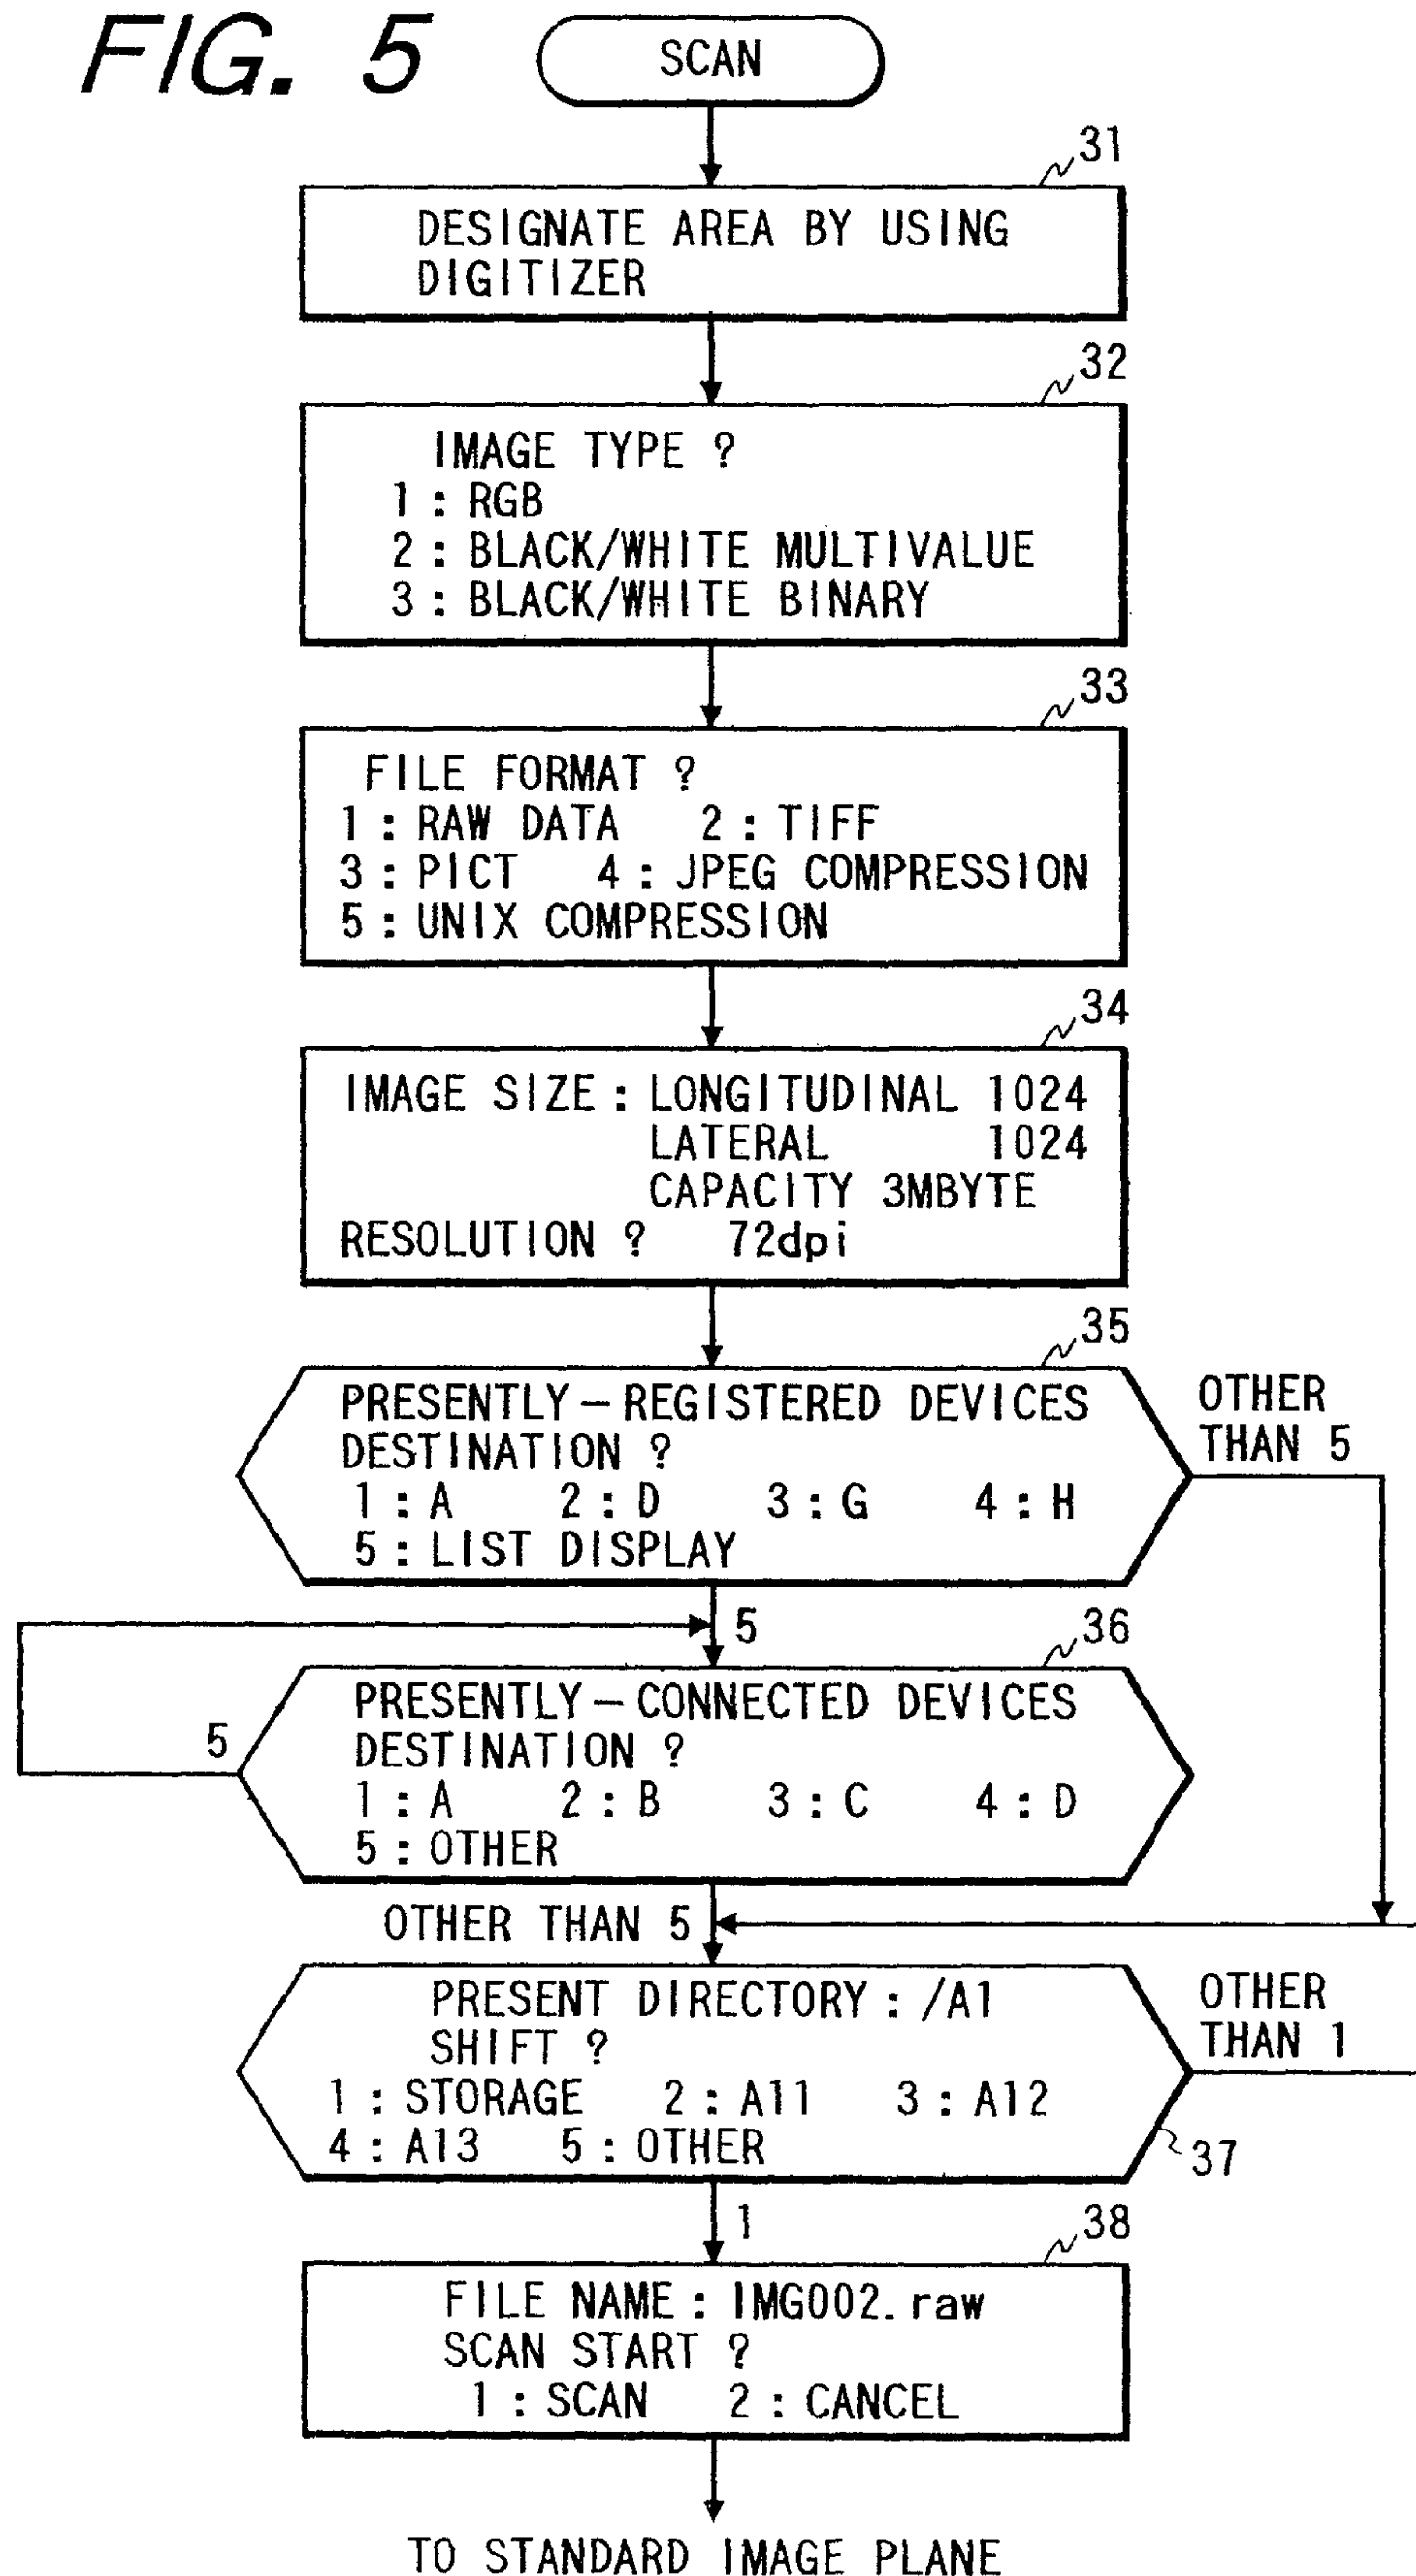 FIG. 5
SCAN
31
DESIGNATE AREA BY USING
DIGITIZER
32
IMAGE TYPE ?
1 : RGB
2 : BLACK/WHITE MULTIVALUE
3 : BLACK/WHITE BINARY
33
FILE FORMAT ?
1 : RAW DATA 2 : TIFF
3 : PICT 4 : JPEG COMPRESSION
5 : UNIX COMPRESSION
34
IMAGE SIZE : LONGITUDINAL 1024
LATERAL 1024
CAPACITY 3MBYTE
RESOLUTION ? 72dpi
35
PRESENTLY-REGISTERED DEVICES
DESTINATION ?
1 : A 2 : D 3 : G 4 : H
5 : LIST DISPLAY
OTHER
THAN 5
5
36
PRESENTLY-CONNECTED DEVICES
DESTINATION ?
1 : A 2 : B 3 : C 4 : D
5 : OTHER
5
OTHER THAN 5
PRESENT DIRECTORY : /A1
SHIFT ?
1 : STORAGE 2 : A11 3 : A12
4 : A13 5 : OTHER
OTHER
THAN 1
37
1
38
FILE NAME : IMG002.raw
SCAN START ?
1 : SCAN 2 : CANCEL
TO STANDARD IMAGE PLANE